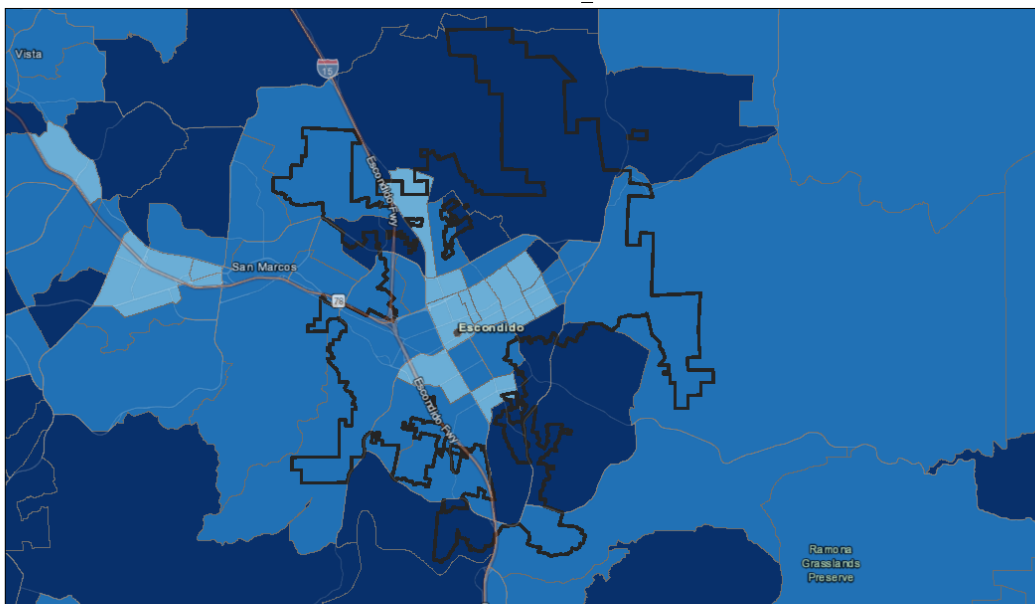 Vista
15
Escondido Fwy
San Marcos
78
Escondido
Escondido Fwy
Ramona
Grasslands
Preserve